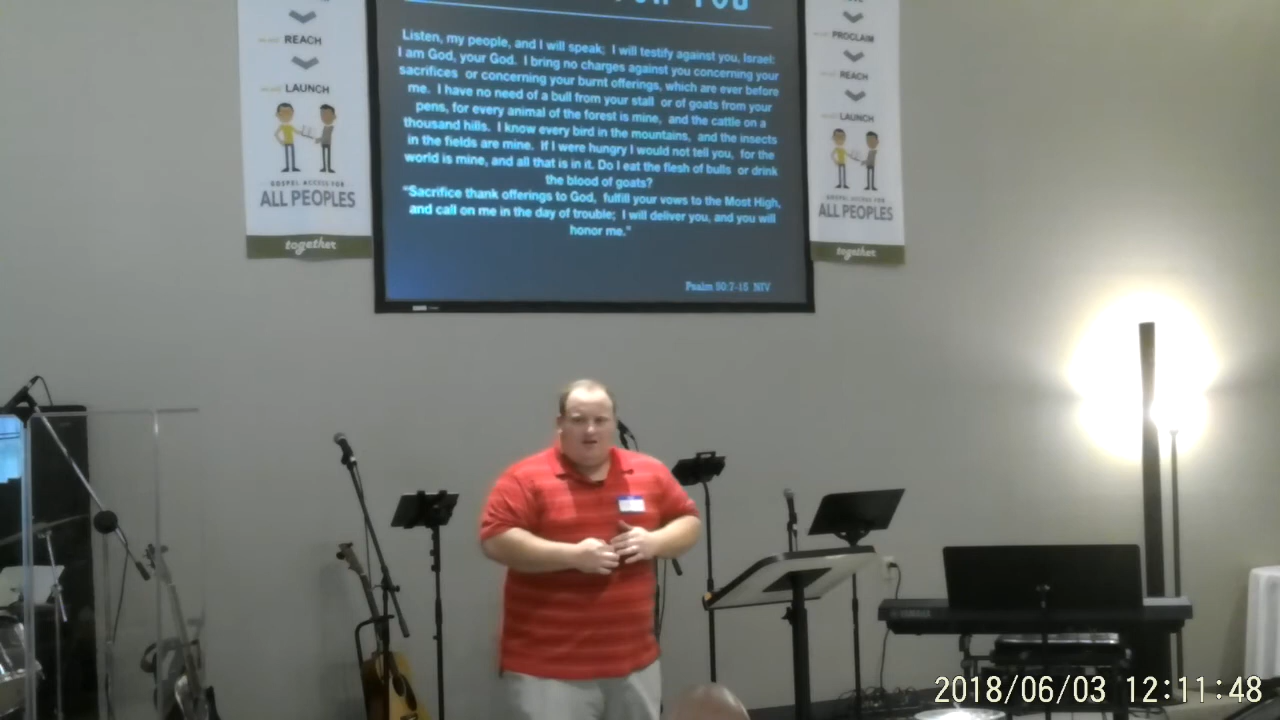 REACH
LAUNCH
GOSPEL ACCESS FOR
ALL PEOPLES
together
YOU
Listen, my people, and I will speak; I will testify against you, Israel:
I am God, your God. I bring no charges against you concerning your
sacrifices or concerning your burnt offerings, which are ever before
me. I have no need of a bull from your stall or of goats from your
pens, for every animal of the forest is mine, and the cattle on a
thousand hills. I know every bird in the mountains, and the insects
in the fields are mine. If I were hungry I would not tell you, for the
world is mine, and all that is in it. Do I eat the flesh of bulls or drink
the blood of goats?
“Sacrifice thank offerings to God, fulfill your vows to the Most High,
and call on me in the day of trouble; I will deliver you, and you will
honor me.”
Psalm 50:7-15 NIV
PROCLAIM
REACH
LAUNCH
GOSPEL ACCESS FOR
ALL PEOPLES
together
YAMAHA
2018/06/03 12:11:48